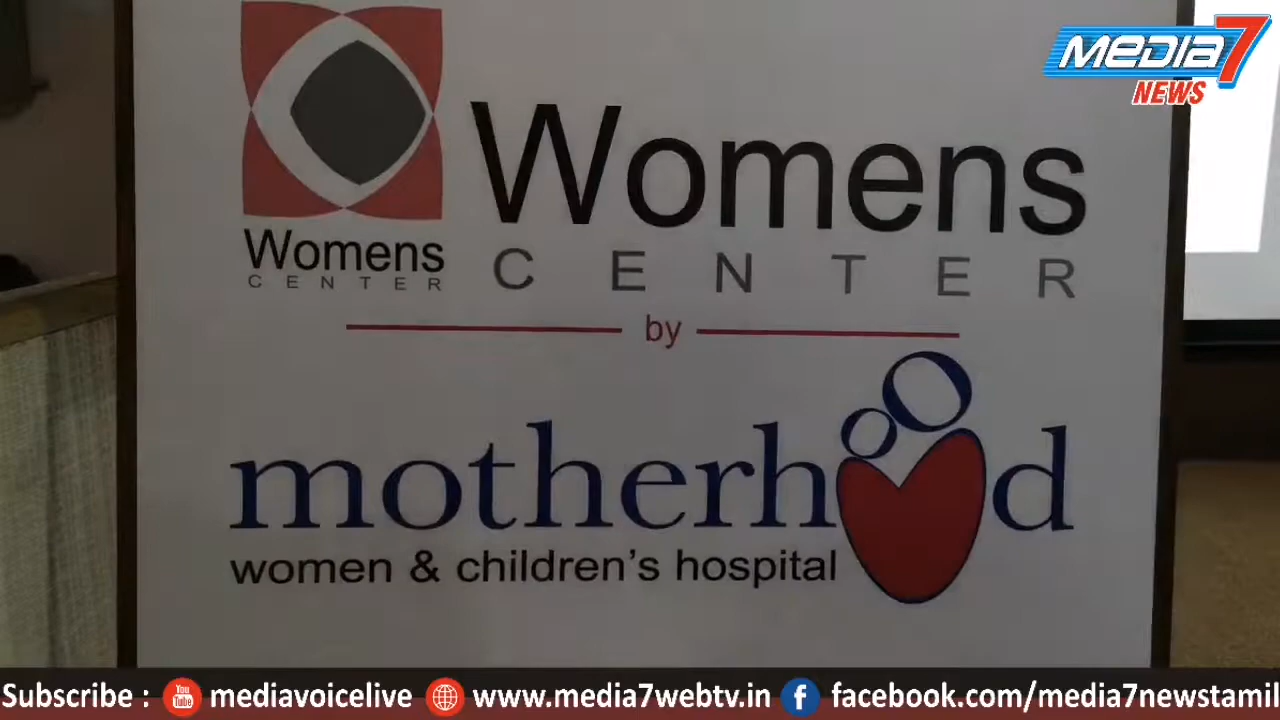 MEDIA7
NEWS
Womens
CENTER
Womens
CENTER
by
motherhood
women & children's hospital
Subscribe : YouTube mediavoicelive www.media7webtv.in f facebook.com/media7newstamil